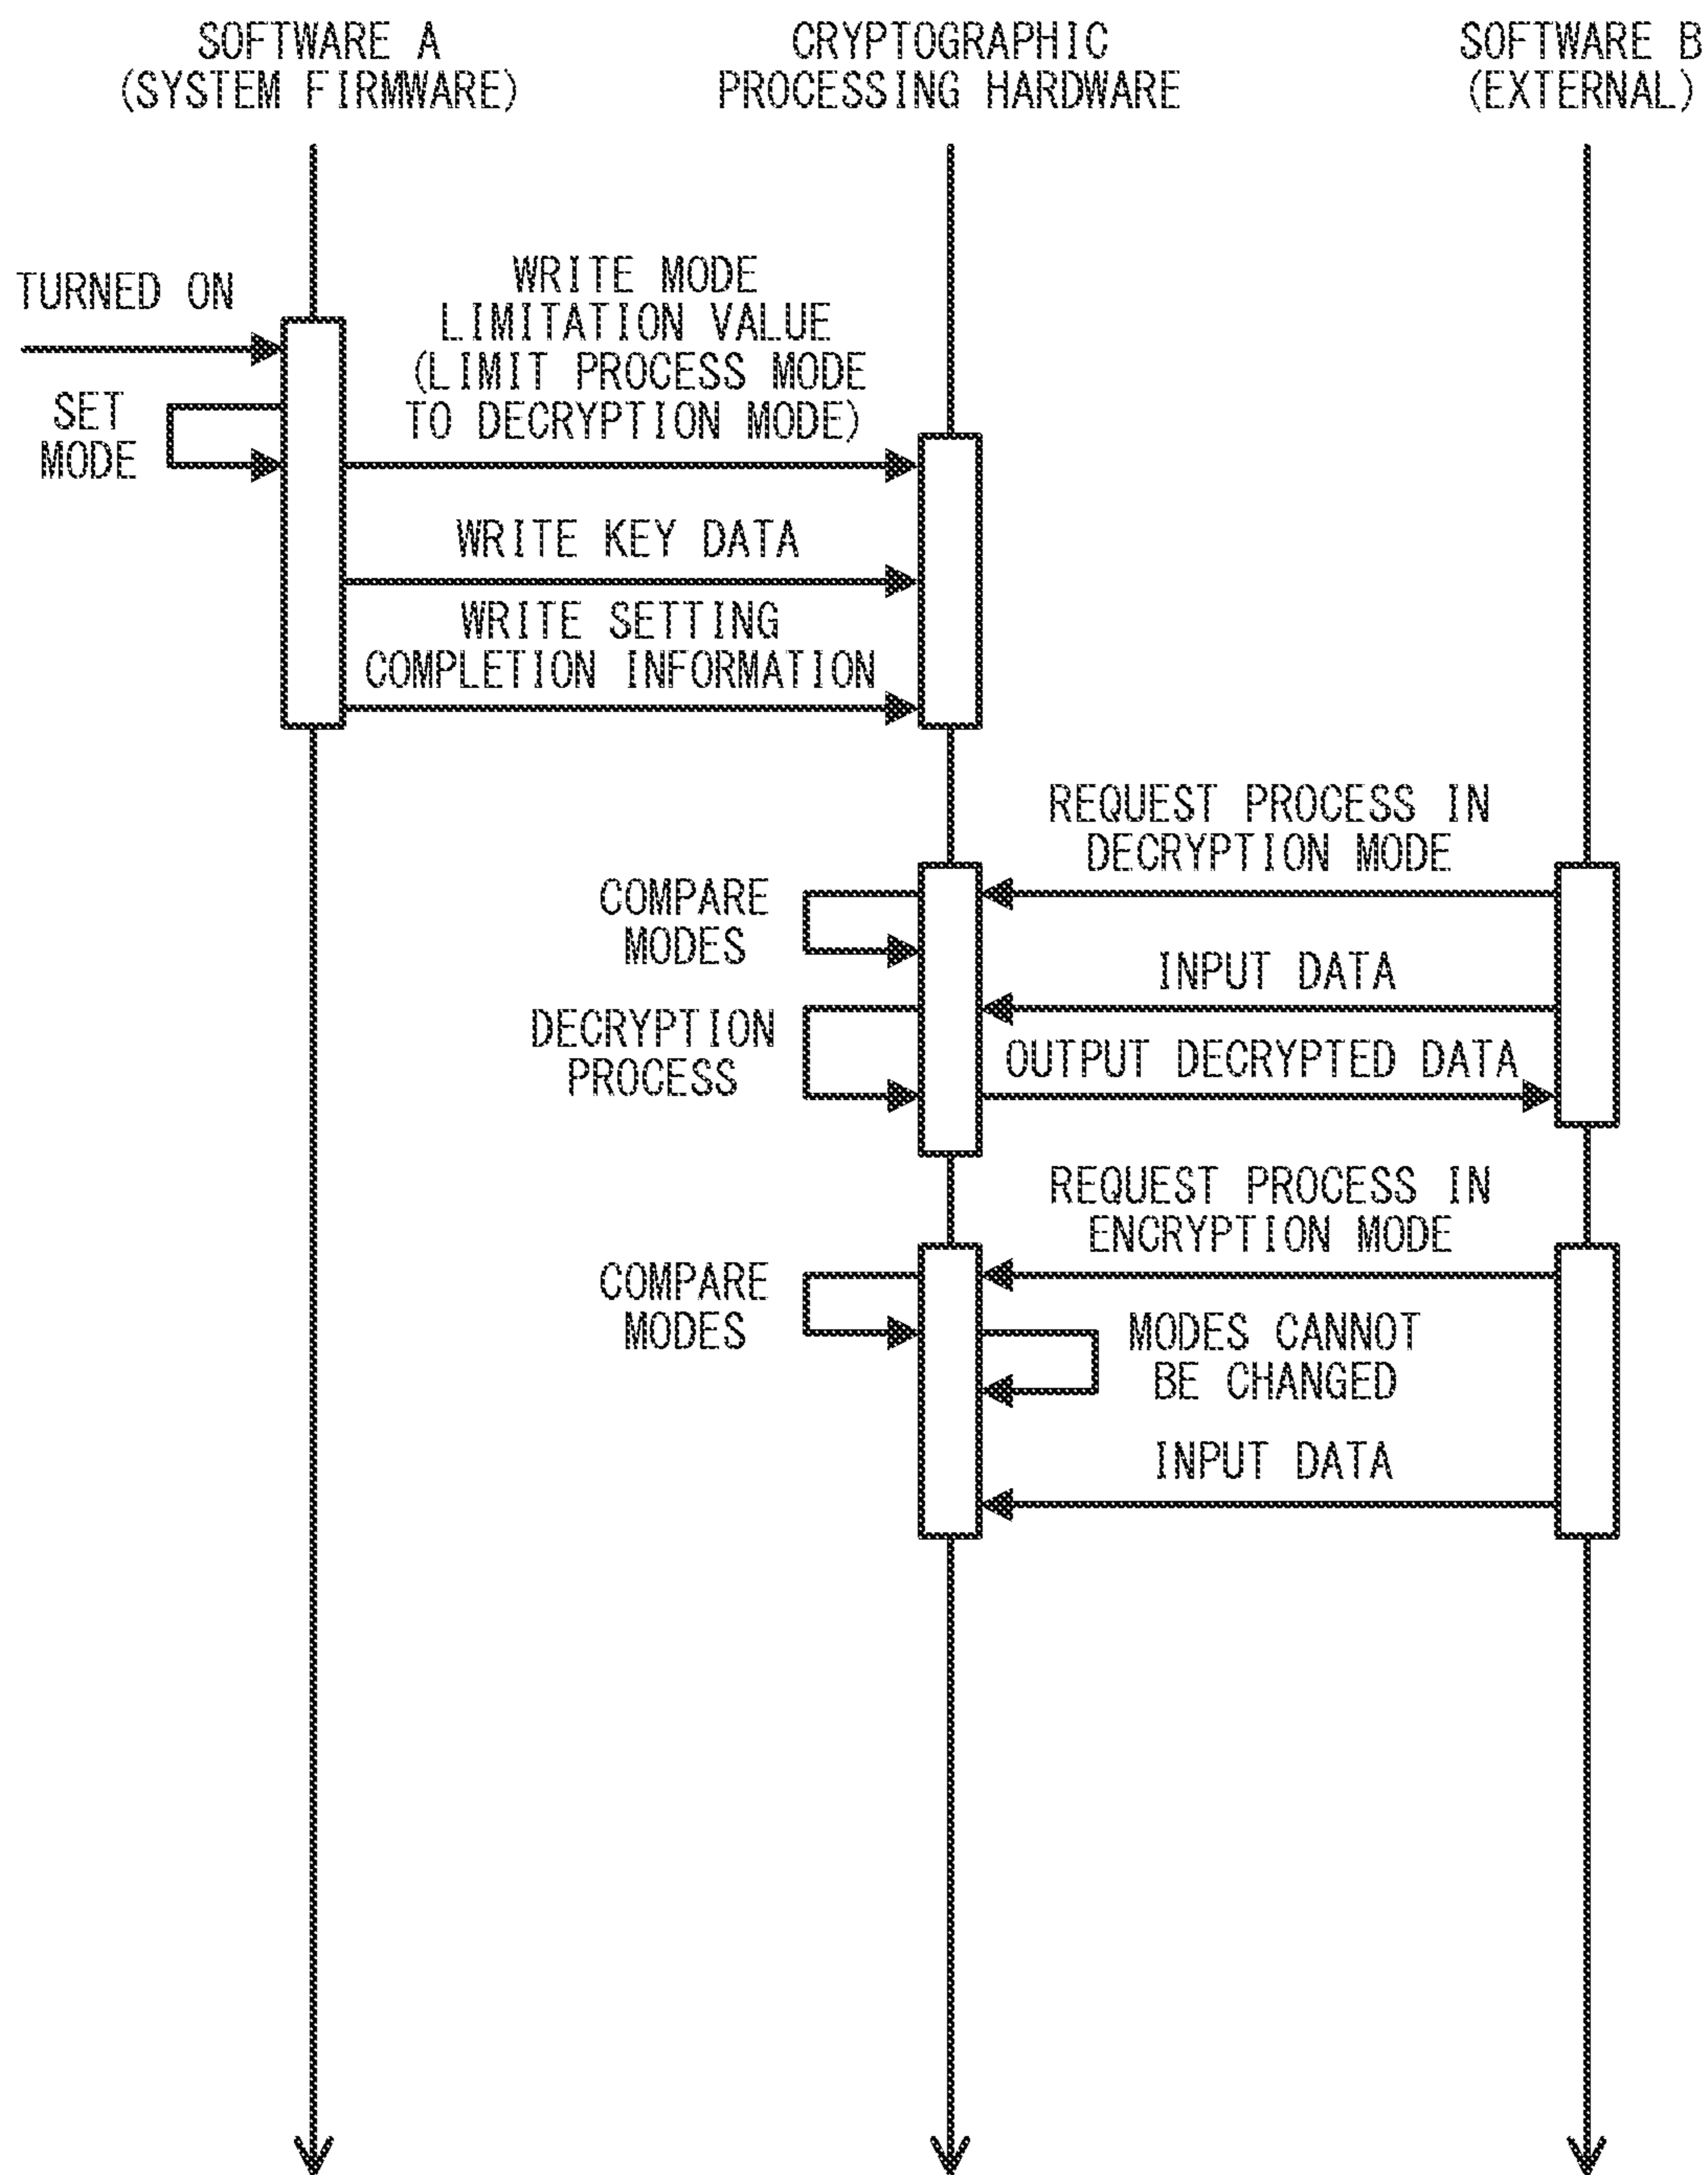 SOFTWARE A
(SYSTEM FIRMWARE)
CRYPTOGRAPHIC
PROCESSING HARDWARE
SOFTWARE B
(EXTERNAL)
TURNED ON
WRITE MODE
LIMITATION VALUE
(LIMIT PROCESS MODE
TO DECRYPTION MODE)
SET
MODE
WRITE KEY DATA
WRITE SETTING
COMPLETION INFORMATION
REQUEST PROCESS IN
DECRYPTION MODE
COMPARE
MODES
INPUT DATA
DECRYPTION
PROCESS
OUTPUT DECRYPTED DATA
REQUEST PROCESS IN
ENCRYPTION MODE
COMPARE
MODES
MODES CANNOT
BE CHANGED
INPUT DATA